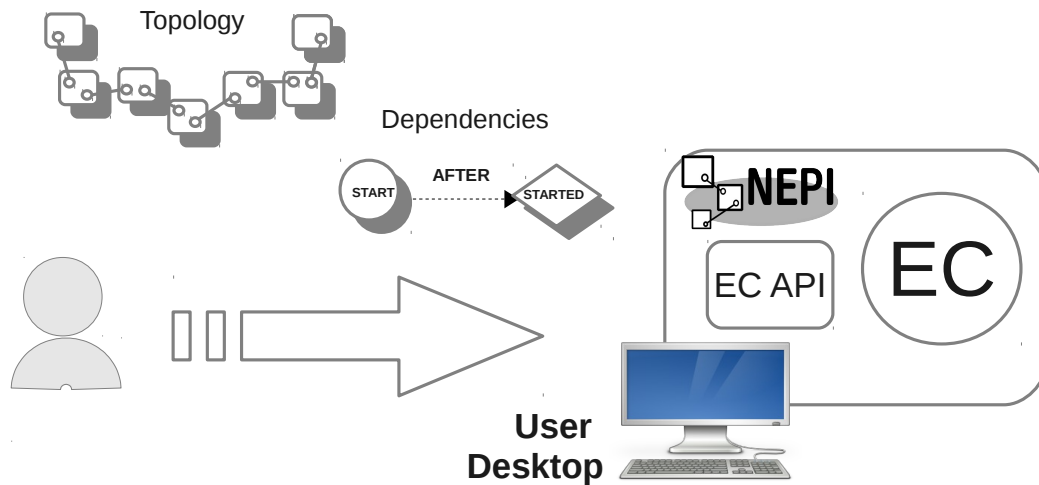 Topology
Dependencies
AFTER
START
STARTED
NEPI
EC API
EC
User
Desktop